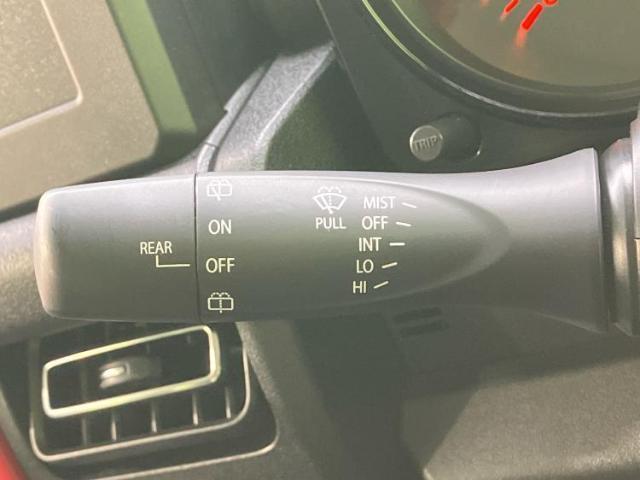 TRIP
ON
REAR
OFF
PULL
MIST
OFF
INT
LO
HI